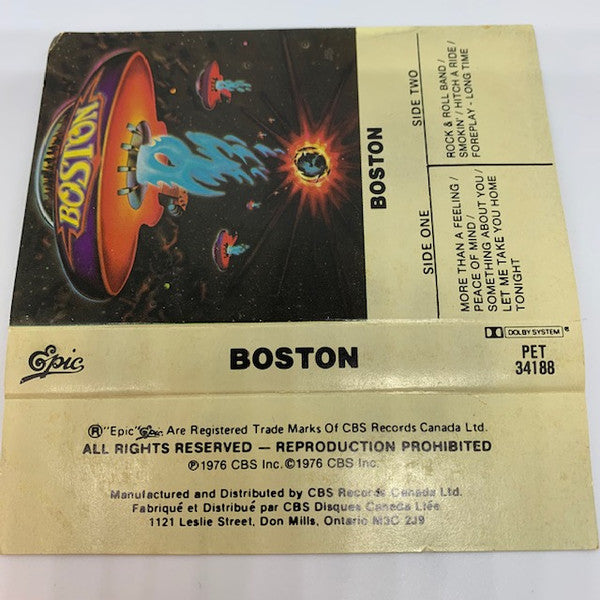 BOSTON
BOSTON
SIDE ONE
MORE THAN A FEELING /
PEACE OF MIND /
SOMETHING ABOUT YOU /
LET ME TAKE YOU HOME
TONIGHT
SIDE TWO
ROCK & ROLL BAND /
SMOKIN' / HITCH A RIDE /
FOREPLAY - LONG TIME
Epic
BOSTON
DOLBY SYSTEM ®
PET
34188
®"Epic" Epic Are Registered Trade Marks Of CBS Records Canada Ltd.
ALL RIGHTS RESERVED — REPRODUCTION PROHIBITED
℗1976 CBS Inc.©1976 CBS Inc.
Manufactured and Distributed by CBS Records Canada Ltd.
Fabriqué et Distribué par CBS Disques Canada Ltée
1121 Leslie Street, Don Mills, Ontario M3C 2J9